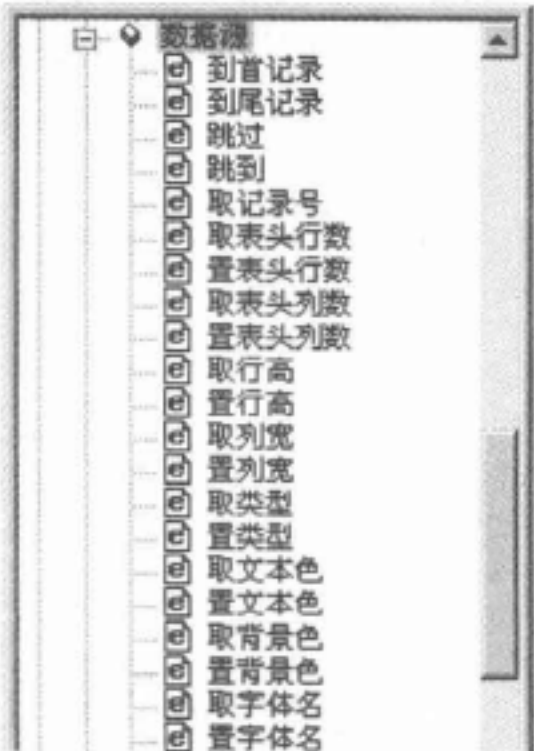 数据源
到首记录
到尾记录
跳过
跳到
取记录号
取表头行数
置表头行数
取表头列数
置表头列数
取行高
置行高
取列宽
置列宽
取类型
置类型
取文本色
置文本色
取背景色
置背景色
取字体名
置字体名